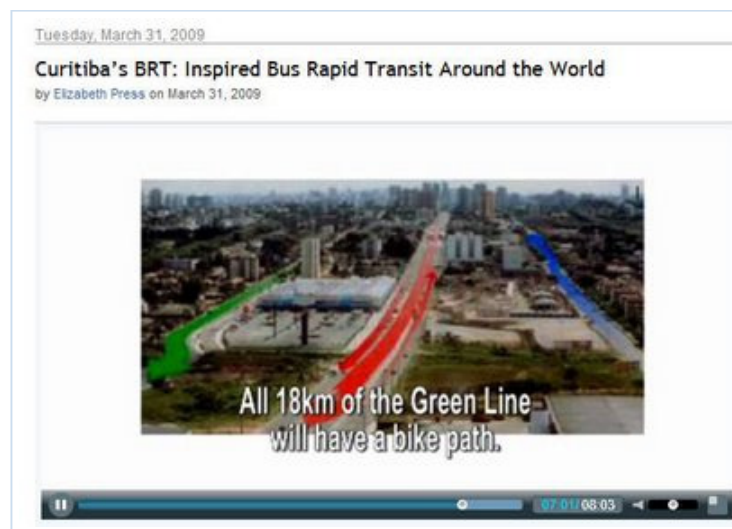 Tuesday, March 31, 2009
Curitiba's BRT: Inspired Bus Rapid Transit Around the World
by Elizabeth Press on March 31, 2009
All 18km of the Green Line
will have a bike path.
07:01/08:03